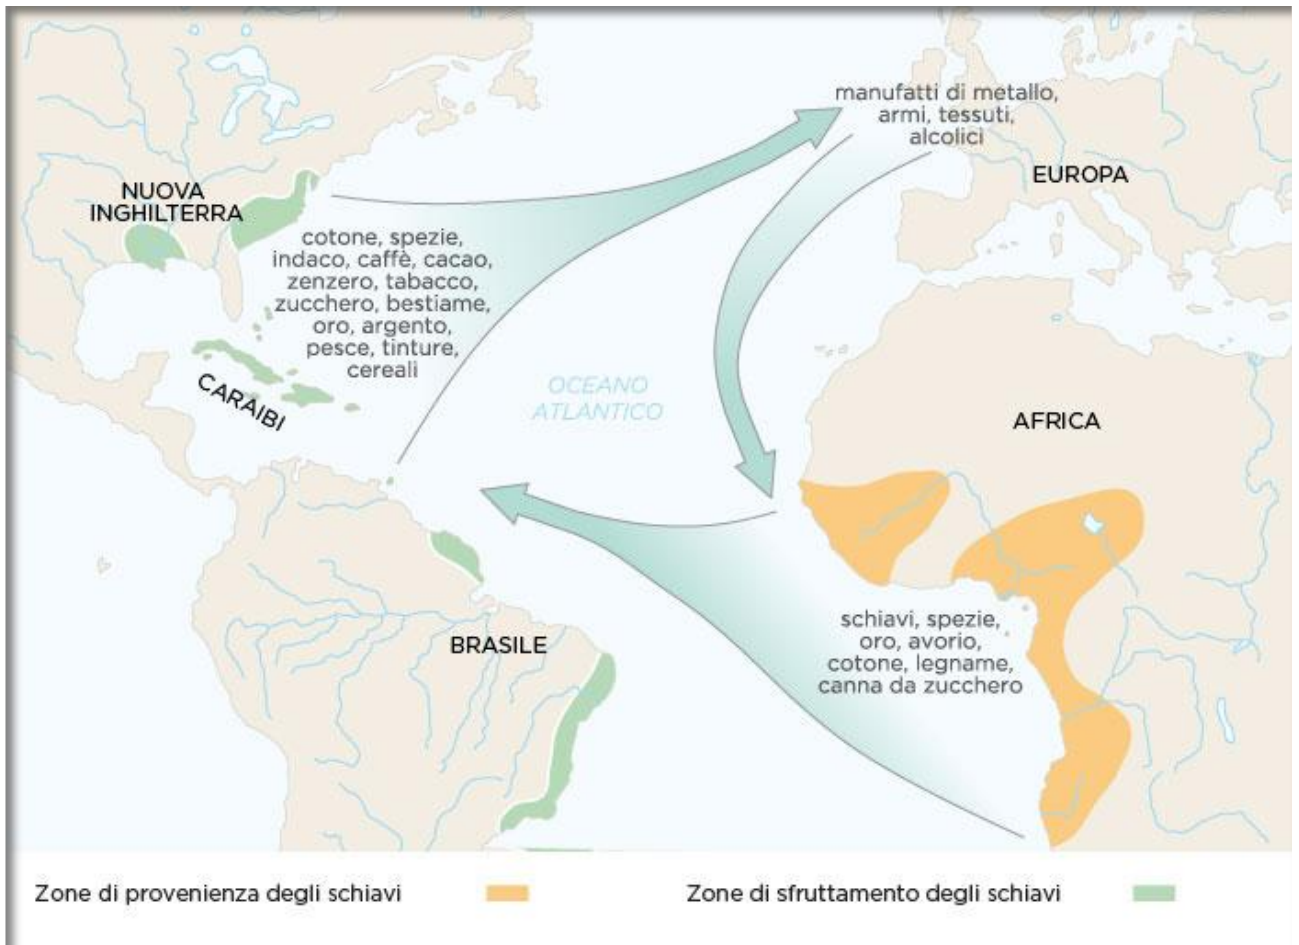 manufatti di metallo,
armi, tessuti,
alcolici
EUROPA
NUOVA
INGHILTERRA
cotone, spezie,
indaco, caffè, cacao,
zenzero, tabacco,
zucchero, bestiame,
oro, argento,
pesce, tinture,
cereali
CARAIBI
OCEANO
ATLANTICO
AFRICA
schiavi, spezie,
oro, avorio,
cotone, legname,
canna da zucchero
BRASILE
Zone di provenienza degli schiavi
Zone di sfruttamento degli schiavi